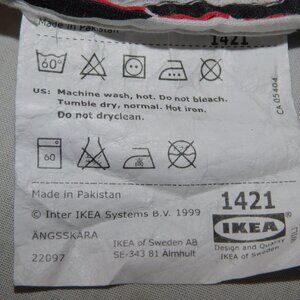 Made in Pakistan
1421
60°
US: Machine wash, hot. Do not bleach.
Tumble dry, normal. Hot iron.
Do not dryclean.
CA 05404
60
Made in Pakistan
© Inter IKEA Systems B.V. 1999
1421
IKEA
ÄNGSSKÄRA
IKEA of Sweden AB
Design and Quality
IKEA of Sweden
22097
SE-343 81 Älmhult